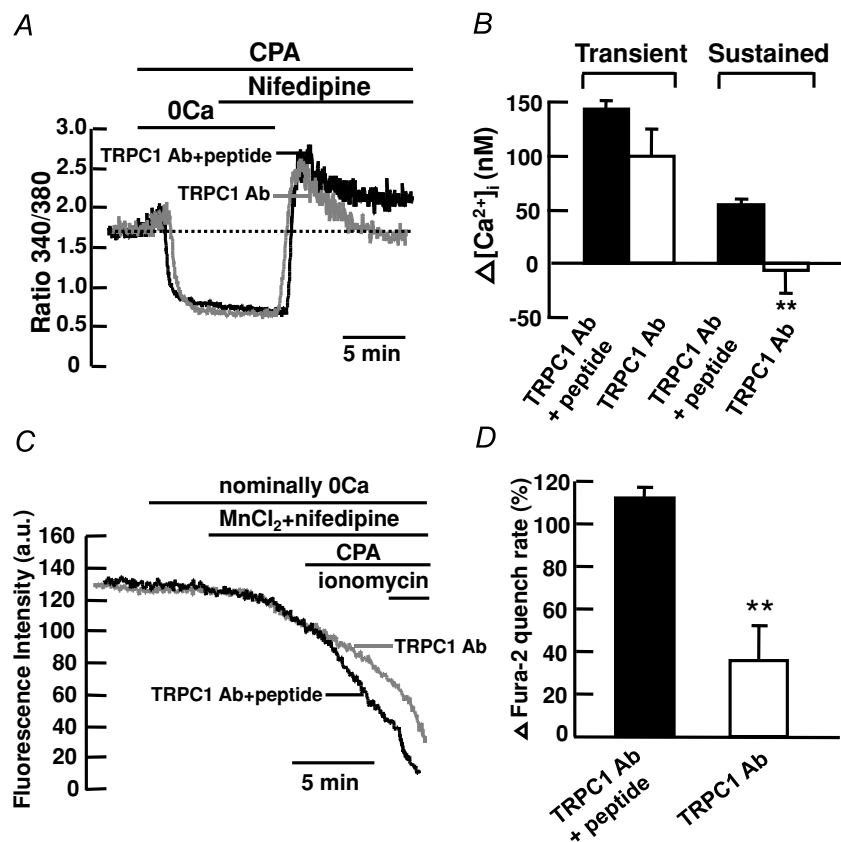 A
CPA
Nifedipine
0Ca
3.0
2.5
2.0
1.5
1.0
0.5
0
Ratio 340/380
TRPC1 Ab+peptide
TRPC1 Ab
5 min
B
Transient
Sustained
150
100
50
0
-50
Δ[Ca²⁺]ᵢ (nM)
**
TRPC1 Ab
+ peptide
TRPC1 Ab
TRPC1 Ab
+ peptide
TRPC1 Ab
C
nominally 0Ca
MnCl₂+nifedipine
CPA
ionomycin
160
140
120
100
80
60
40
20
0
Fluorescence Intensity (a.u.)
TRPC1 Ab
TRPC1 Ab+peptide
5 min
D
120
100
80
60
40
20
0
Δ Fura-2 quench rate (%)
**
TRPC1 Ab
+ peptide
TRPC1 Ab